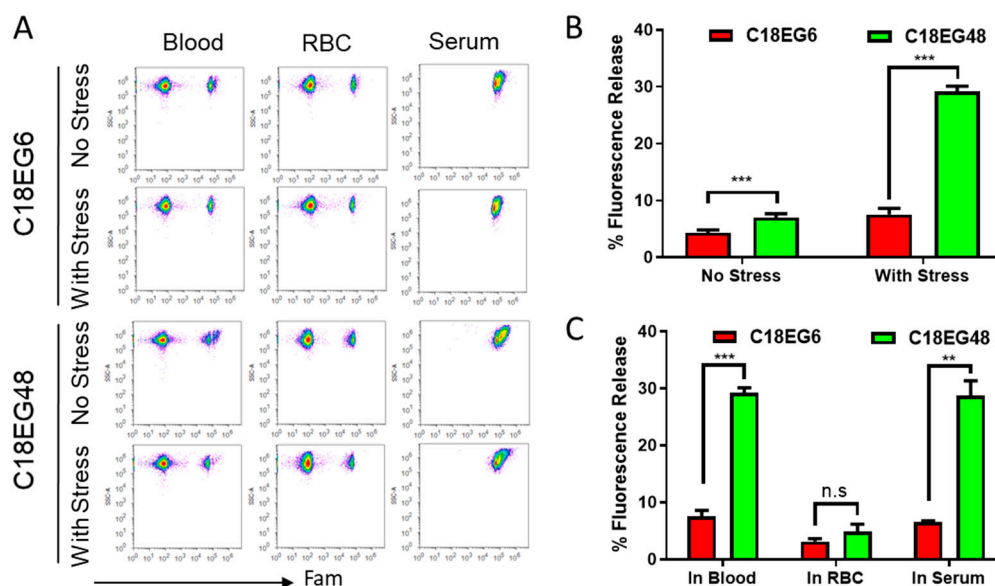 A
Blood RBC Serum
C18EG6
No Stress
With Stress
C18EG48
No Stress
With Stress
SSC-A
Fam
B
C18EG6 C18EG48
% Fluorescence Release
40
30
20
10
0
***
***
No Stress With Stress
C
C18EG6 C18EG48
% Fluorescence Release
40
30
20
10
0
***
n.s
**
In Blood In RBC In Serum